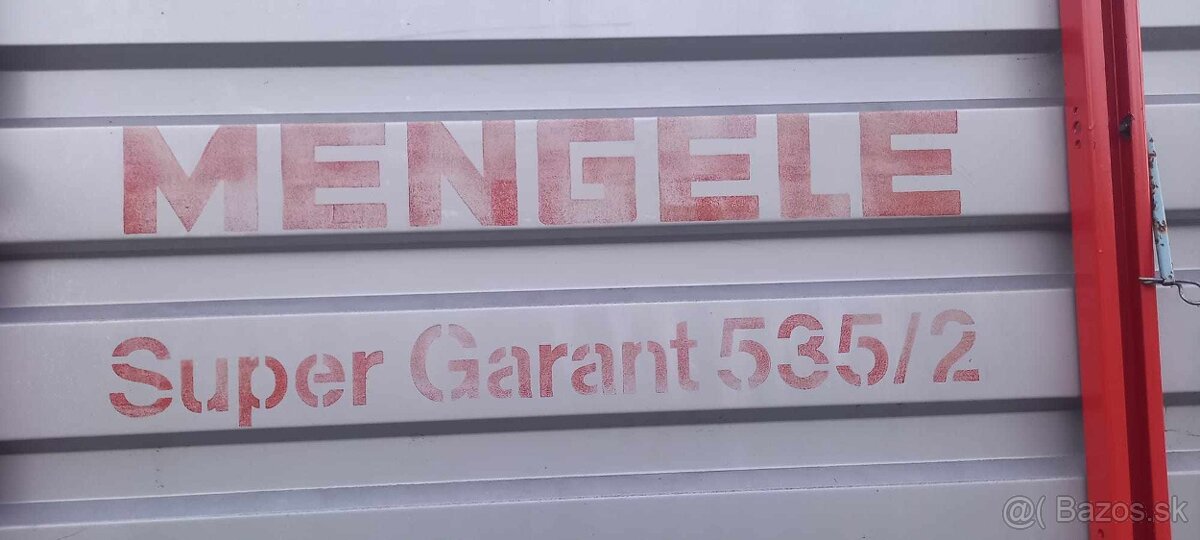 MENGELE
Super Garant 535/2
@( Bazos.sk